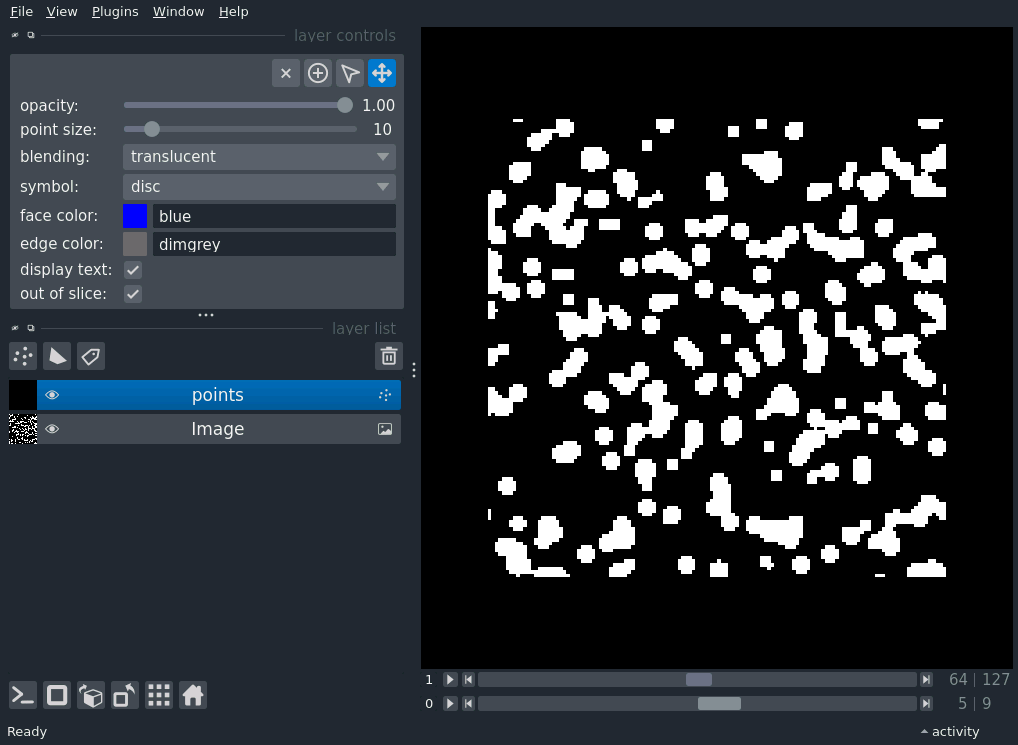 File View Plugins Window Help
layer controls
opacity: 1.00
point size: 10
blending: translucent
symbol: disc
face color: blue
edge color: dimgrey
display text:
out of slice:
layer list
points
Image
1 64 | 127
0 5 | 9
Ready activity